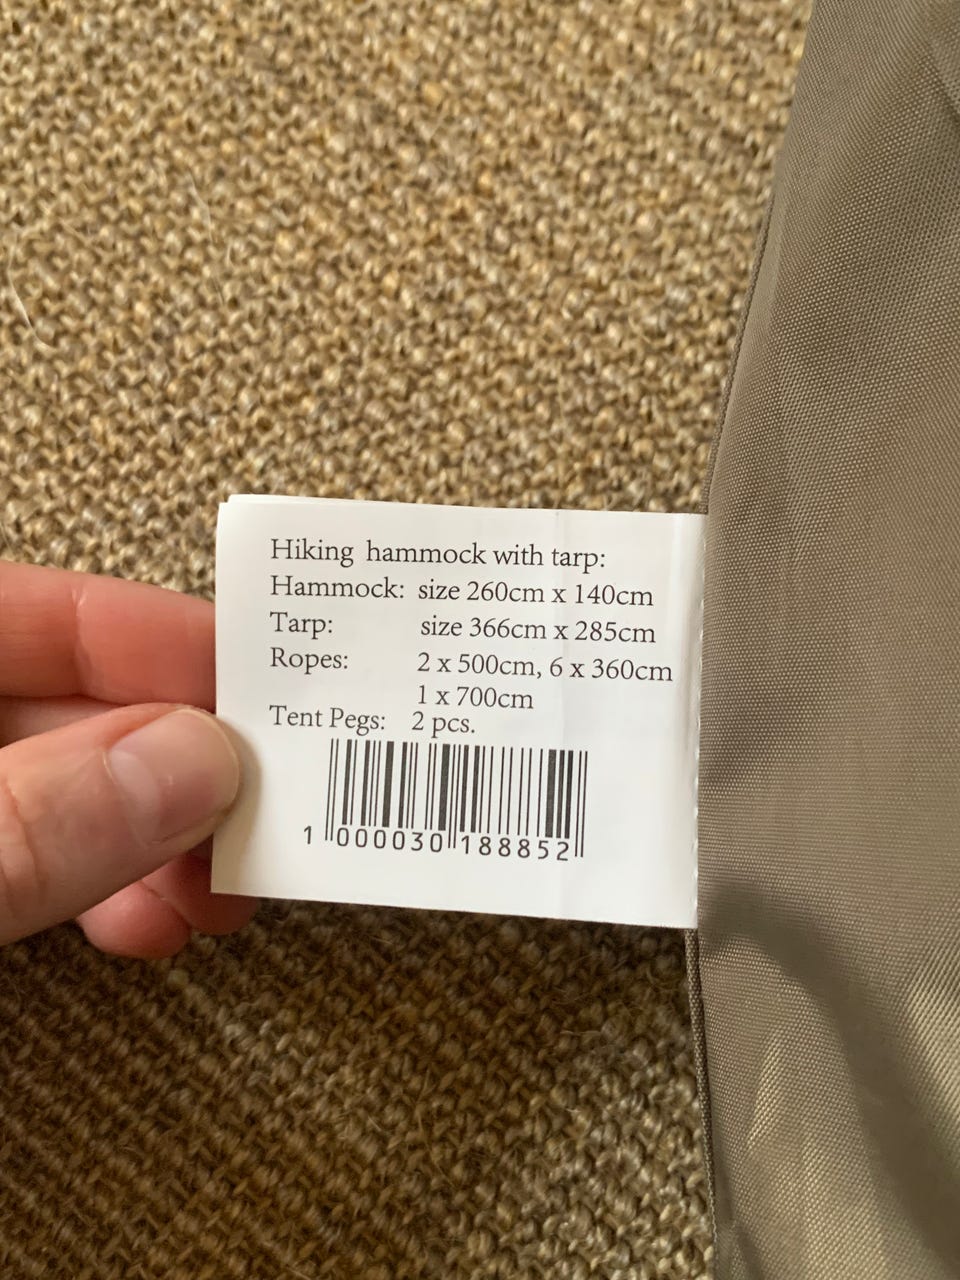 Hiking hammock with tarp:
Hammock: size 260cm x 140cm
Tarp: size 366cm x 285cm
Ropes: 2 x 500cm, 6 x 360cm
1 x 700cm
Tent Pegs: 2 pcs.
1 000030 188852